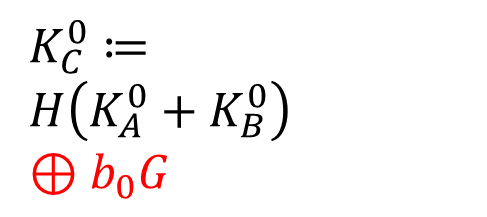 K_C^0 :=
H(K_A^0 + K_B^0)
⊕ b_0G